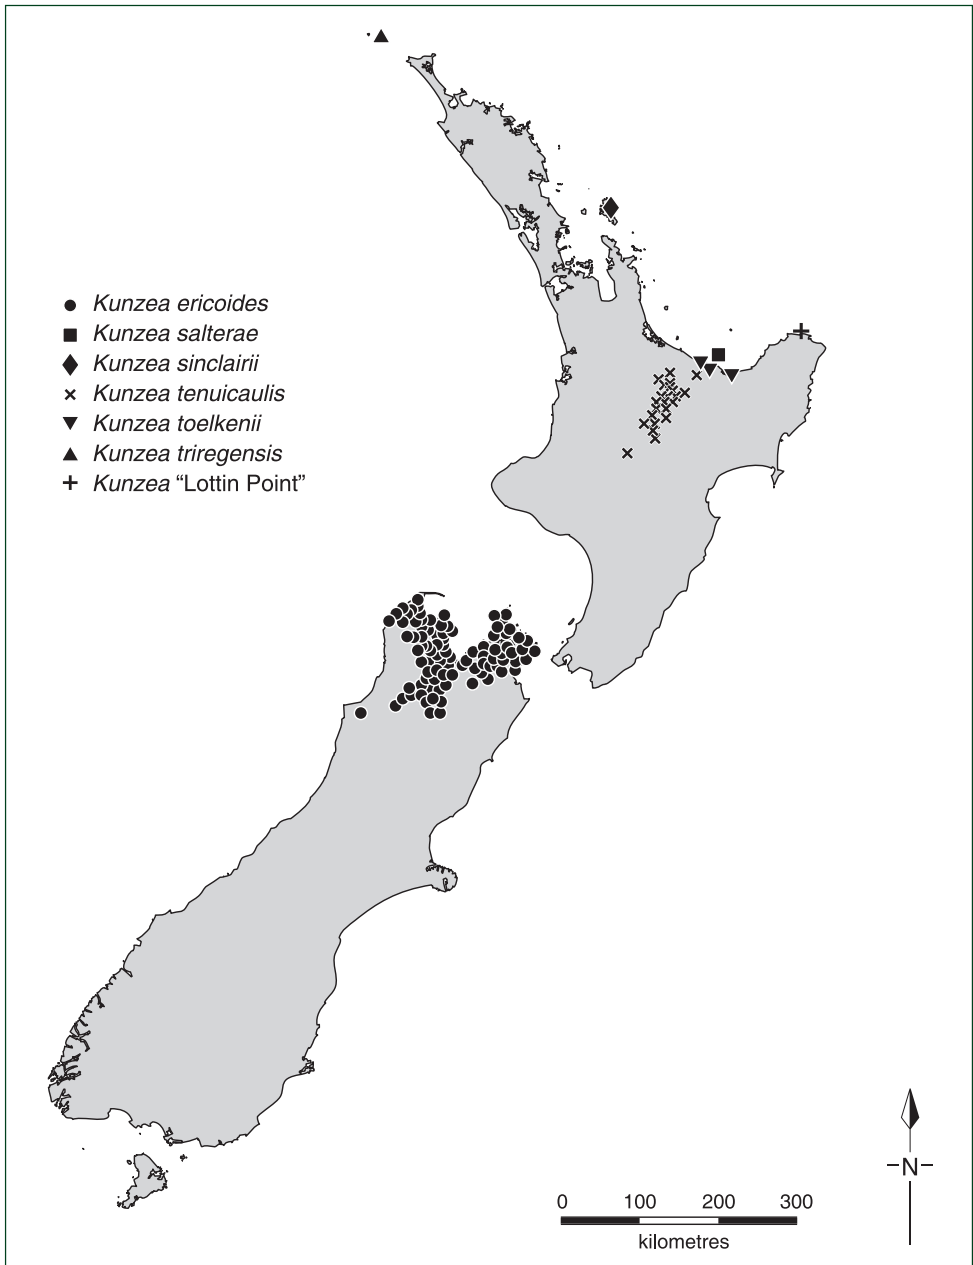 Kunzea ericoides
Kunzea salterae
Kunzea sinclairii
Kunzea tenuicaulis
Kunzea toelkenii
Kunzea triregensis
Kunzea “Lottin Point”
N
0 100 200 300
kilometres